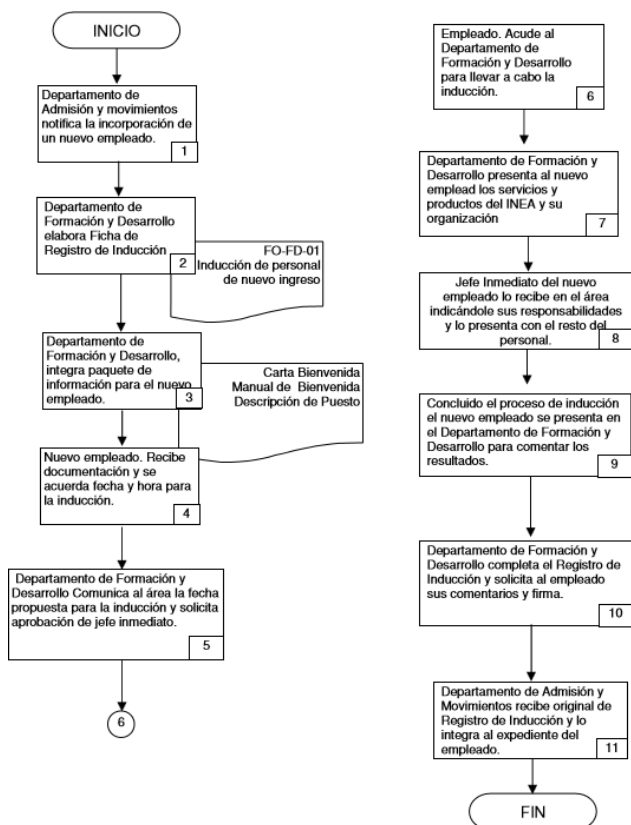 INICIO
Departamento de
Admisión y movimientos
notifica la incorporación de
un nuevo empleado.
1
Departamento de
Formación y Desarrollo
elabora Ficha de
Registro de Inducción
2
FO-FD-01
Inducción de personal
de nuevo ingreso
Departamento de
Formación y Desarrollo,
integra paquete de
información para el nuevo
empleado.
3
Carta Bienvenida
Manual de Bienvenida
Descripción de Puesto
Nuevo empleado. Recibe
documentación y se
acuerda fecha y hora para
la inducción.
4
Departamento de Formación y
Desarrollo Comunica al área la fecha
propuesta para la inducción y solicita
aprobación de jefe inmediato.
5
6
Empleado. Acude al
Departamento de
Formación y Desarrollo
para llevar a cabo la
inducción.
6
Departamento de Formación y
Desarrollo presenta al nuevo
emplead los servicios y
productos del INEA y su
organización
7
Jefe Inmediato del nuevo
empleado lo recibe en el área
indicándole sus responsabilidades
y lo presenta con el resto del
personal.
8
Concluido el proceso de inducción
el nuevo empleado se presenta en
el Departamento de Formación y
Desarrollo para comentar los
resultados.
9
Departamento de Formación y
Desarrollo completa el Registro de
Inducción y solicita al empleado
sus comentarios y firma.
10
Departamento de Admisión y
Movimientos recibe original de
Registro de Inducción y lo
integra al expediente del
empleado.
11
FIN